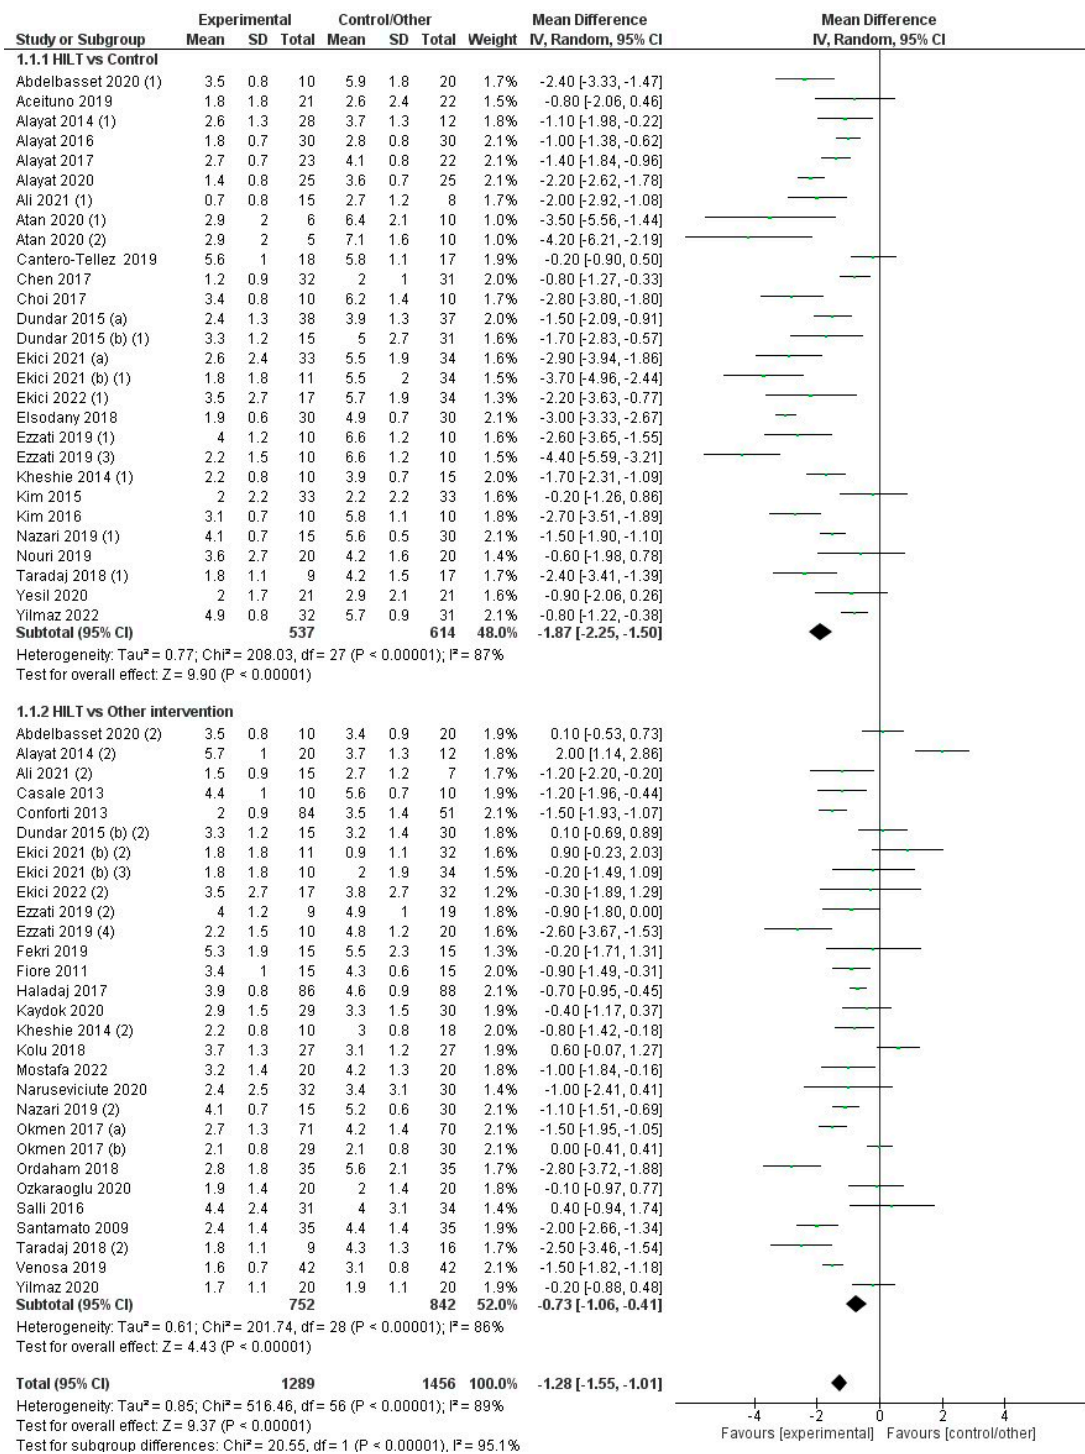 Experimental Control/Other Mean Difference Mean Difference
Study or Subgroup Mean SD Total Mean SD Total Weight IV, Random, 95% CI IV, Random, 95% CI
1.1.1 HILT vs Control
Abdelbasset 2020 (1) 3.5 0.8 10 5.9 1.8 20 1.7% -2.40 [-3.33, -1.47]
Aceituno 2019 1.8 1.8 21 2.6 2.4 22 1.5% -0.80 [-2.06, 0.46]
Alayat 2014 (1) 2.6 1.3 28 3.7 1.3 12 1.8% -1.10 [-1.98, -0.22]
Alayat 2016 1.8 0.7 30 2.8 0.8 30 2.1% -1.00 [-1.38, -0.62]
Alayat 2017 2.7 0.7 23 4.1 0.8 22 2.1% -1.40 [-1.84, -0.96]
Alayat 2020 1.4 0.8 25 3.6 0.7 25 2.1% -2.20 [-2.62, -1.78]
Ali 2021 (1) 0.7 0.8 15 2.7 1.2 8 1.7% -2.00 [-2.92, -1.08]
Atan 2020 (1) 2.9 2 6 6.4 2.1 10 1.0% -3.50 [-5.56, -1.44]
Atan 2020 (2) 2.9 2 5 7.1 1.6 10 1.0% -4.20 [-6.21, -2.19]
Cantero-Tellez 2019 5.6 1 18 5.8 1.1 17 1.9% -0.20 [-0.90, 0.50]
Chen 2017 1.2 0.9 32 2 1 31 2.1% -0.80 [-1.27, -0.33]
Choi 2017 3.4 0.8 10 6.2 1.4 10 1.7% -2.80 [-3.80, -1.80]
Dundar 2015 (a) 2.4 1.3 38 3.9 1.3 37 2.0% -1.50 [-2.09, -0.91]
Dundar 2015 (b) (1) 3.3 1.2 15 5 2.7 31 1.6% -1.70 [-2.83, -0.57]
Ekici 2021 (a) 2.6 2.4 33 5.5 1.9 34 1.7% -2.90 [-3.94, -1.86]
Ekici 2021 (b) (1) 1.8 1.8 11 5.5 2 34 1.5% -3.70 [-4.96, -2.44]
Ekici 2022 (1) 3.5 2.7 17 5.7 1.9 34 1.4% -2.20 [-3.63, -0.77]
Elsodany 2018 1.9 0.6 30 4.9 0.7 30 2.1% -3.00 [-3.33, -2.67]
Ezzati 2019 (1) 4 1.2 10 6.6 1.2 10 1.7% -2.60 [-3.65, -1.55]
Ezzati 2019 (3) 2.2 1.5 10 6.6 1.2 10 1.6% -4.40 [-5.59, -3.21]
Kheshie 2014 (1) 2.2 0.8 10 3.9 0.7 15 2.0% -1.70 [-2.31, -1.09]
Kim 2015 2 2.2 33 2.2 2.2 33 1.6% -0.20 [-1.26, 0.86]
Kim 2016 3.1 0.7 10 5.8 1.1 10 1.8% -2.70 [-3.51, -1.89]
Nazari 2019 (1) 4.1 0.7 15 5.6 0.5 30 2.1% -1.50 [-1.90, -1.10]
Nouri 2019 3.6 2.7 20 4.2 1.6 20 1.4% -0.60 [-1.98, 0.78]
Taradaj 2018 (1) 1.8 1.1 9 4.2 1.5 17 1.7% -2.40 [-3.41, -1.39]
Yesil 2020 2 1.7 21 2.9 2.1 21 1.6% -0.90 [-2.06, 0.26]
Yilmaz 2022 4.9 0.8 32 5.7 0.9 31 2.1% -0.80 [-1.22, -0.38]
Subtotal (95% CI) 537 614 48.0% -1.87 [-2.25, -1.50]
Heterogeneity: Tau² = 0.77; Chi² = 208.03, df = 27 (P < 0.00001); I² = 87%
Test for overall effect: Z = 9.90 (P < 0.00001)
1.1.2 HILT vs Other intervention
Abdelbasset 2020 (2) 3.5 0.8 10 3.4 0.9 20 1.9% 0.10 [-0.53, 0.73]
Alayat 2014 (2) 5.7 1 20 3.7 1.3 12 1.8% 2.00 [1.14, 2.86]
Ali 2021 (2) 1.5 0.9 15 2.7 1.2 7 1.7% -1.20 [-2.20, -0.20]
Casale 2013 4.4 1 10 5.6 0.7 10 1.9% -1.20 [-1.96, -0.44]
Conforti 2013 2 0.9 84 3.5 1.4 51 2.1% -1.50 [-1.93, -1.07]
Dundar 2015 (b) (2) 3.3 1.2 15 3.2 1.4 30 1.8% 0.10 [-0.69, 0.89]
Ekici 2021 (b) (2) 1.8 1.8 11 0.9 1.1 32 1.6% 0.90 [-0.23, 2.03]
Ekici 2021 (b) (3) 1.8 1.8 10 2 1.9 34 1.5% -0.20 [-1.49, 1.09]
Ekici 2022 (2) 3.5 2.7 17 3.8 2.7 32 1.2% -0.30 [-1.89, 1.29]
Ezzati 2019 (2) 4 1.2 9 4.9 1 19 1.8% -0.90 [-1.80, 0.00]
Ezzati 2019 (4) 2.2 1.5 10 4.8 1.2 20 1.6% -2.60 [-3.67, -1.53]
Fekri 2019 5.3 1.9 15 5.5 2.3 15 1.3% -0.20 [-1.71, 1.31]
Fiore 2011 3.4 1 15 4.3 0.6 15 2.0% -0.90 [-1.49, -0.31]
Haladaj 2017 3.9 0.8 86 4.6 0.9 88 2.1% -0.70 [-0.95, -0.45]
Kaydok 2020 2.9 1.5 29 3.3 1.5 30 1.9% -0.40 [-1.17, 0.37]
Kheshie 2014 (2) 2.2 0.8 10 3 0.8 18 2.0% -0.80 [-1.42, -0.18]
Kolu 2018 3.7 1.3 27 3.1 1.2 27 1.9% 0.60 [-0.07, 1.27]
Mostafa 2022 3.2 1.4 20 4.2 1.3 20 1.8% -1.00 [-1.84, -0.16]
Naruseviciute 2020 2.4 2.5 32 3.4 3.1 30 1.4% -1.00 [-2.41, 0.41]
Nazari 2019 (2) 4.1 0.7 15 5.2 0.6 30 2.1% -1.10 [-1.51, -0.69]
Okmen 2017 (a) 2.7 1.3 71 4.2 1.4 70 2.1% -1.50 [-1.95, -1.05]
Okmen 2017 (b) 2.1 0.8 29 2.1 0.8 30 2.1% 0.00 [-0.41, 0.41]
Ordaham 2018 2.8 1.8 35 5.6 2.1 35 1.7% -2.80 [-3.72, -1.88]
Ozkaraoglu 2020 1.9 1.4 20 2 1.4 20 1.8% -0.10 [-0.97, 0.77]
Salli 2016 4.4 2.4 31 4 3.1 34 1.4% 0.40 [-0.94, 1.74]
Santamato 2009 2.4 1.4 35 4.4 1.4 35 1.9% -2.00 [-2.66, -1.34]
Taradaj 2018 (2) 1.8 1.1 9 4.3 1.3 16 1.7% -2.50 [-3.46, -1.54]
Venosa 2019 1.6 0.7 42 3.1 0.8 42 2.1% -1.50 [-1.82, -1.18]
Yilmaz 2020 1.7 1.1 20 1.9 1.1 20 1.9% -0.20 [-0.88, 0.48]
Subtotal (95% CI) 752 842 52.0% -0.73 [-1.06, -0.41]
Heterogeneity: Tau² = 0.61; Chi² = 201.74, df = 28 (P < 0.00001); I² = 86%
Test for overall effect: Z = 4.43 (P < 0.00001)
Total (95% CI) 1289 1456 100.0% -1.28 [-1.55, -1.01]
Heterogeneity: Tau² = 0.85; Chi² = 516.46, df = 56 (P < 0.00001); I² = 89%
Test for overall effect: Z = 9.37 (P < 0.00001)
Test for subgroup differences: Chi² = 20.55, df = 1 (P < 0.00001), I² = 95.1%
-4 -2 0 2 4
Favours [experimental] Favours [control/other]